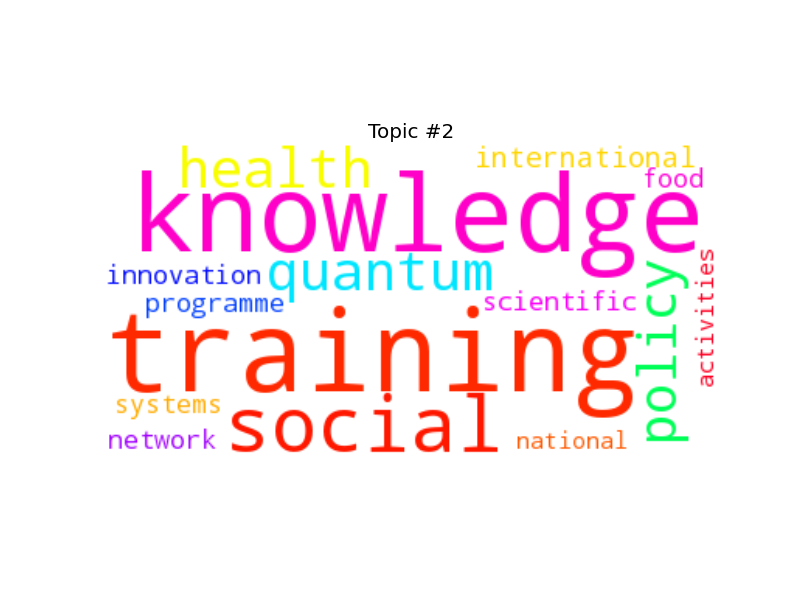 Topic #2
health
international
food
knowledge
innovation
quantum
programme
scientific
policy
activities
training
systems
social
network
national